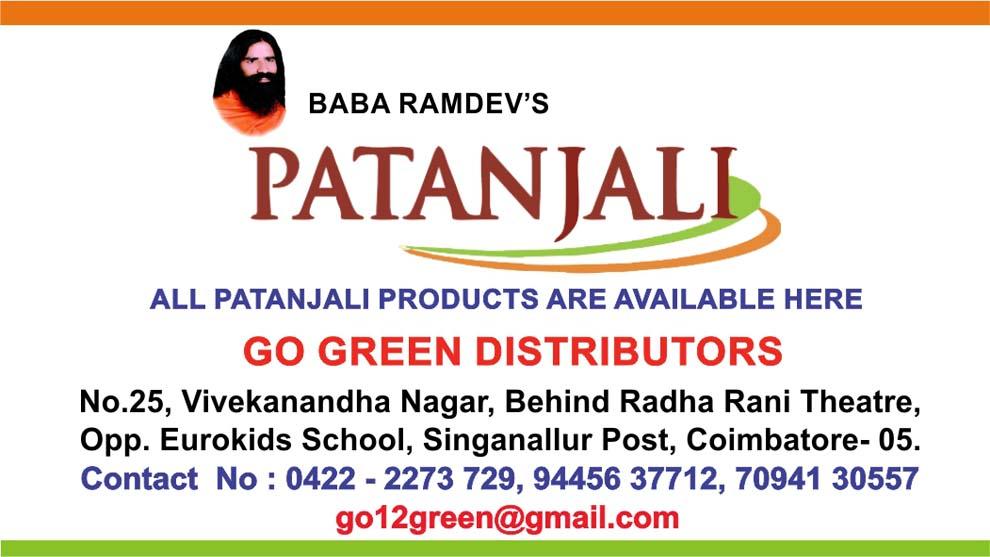 BABA RAMDEV'S
PATANJALI
ALL PATANJALI PRODUCTS ARE AVAILABLE HERE
GO GREEN DISTRIBUTORS
No.25, Vivekanandha Nagar, Behind Radha Rani Theatre,
Opp. Eurokids School, Singanallur Post, Coimbatore- 05.
Contact  No : 0422 - 2273 729, 94456 37712, 70941 30557
go12green@gmail.com